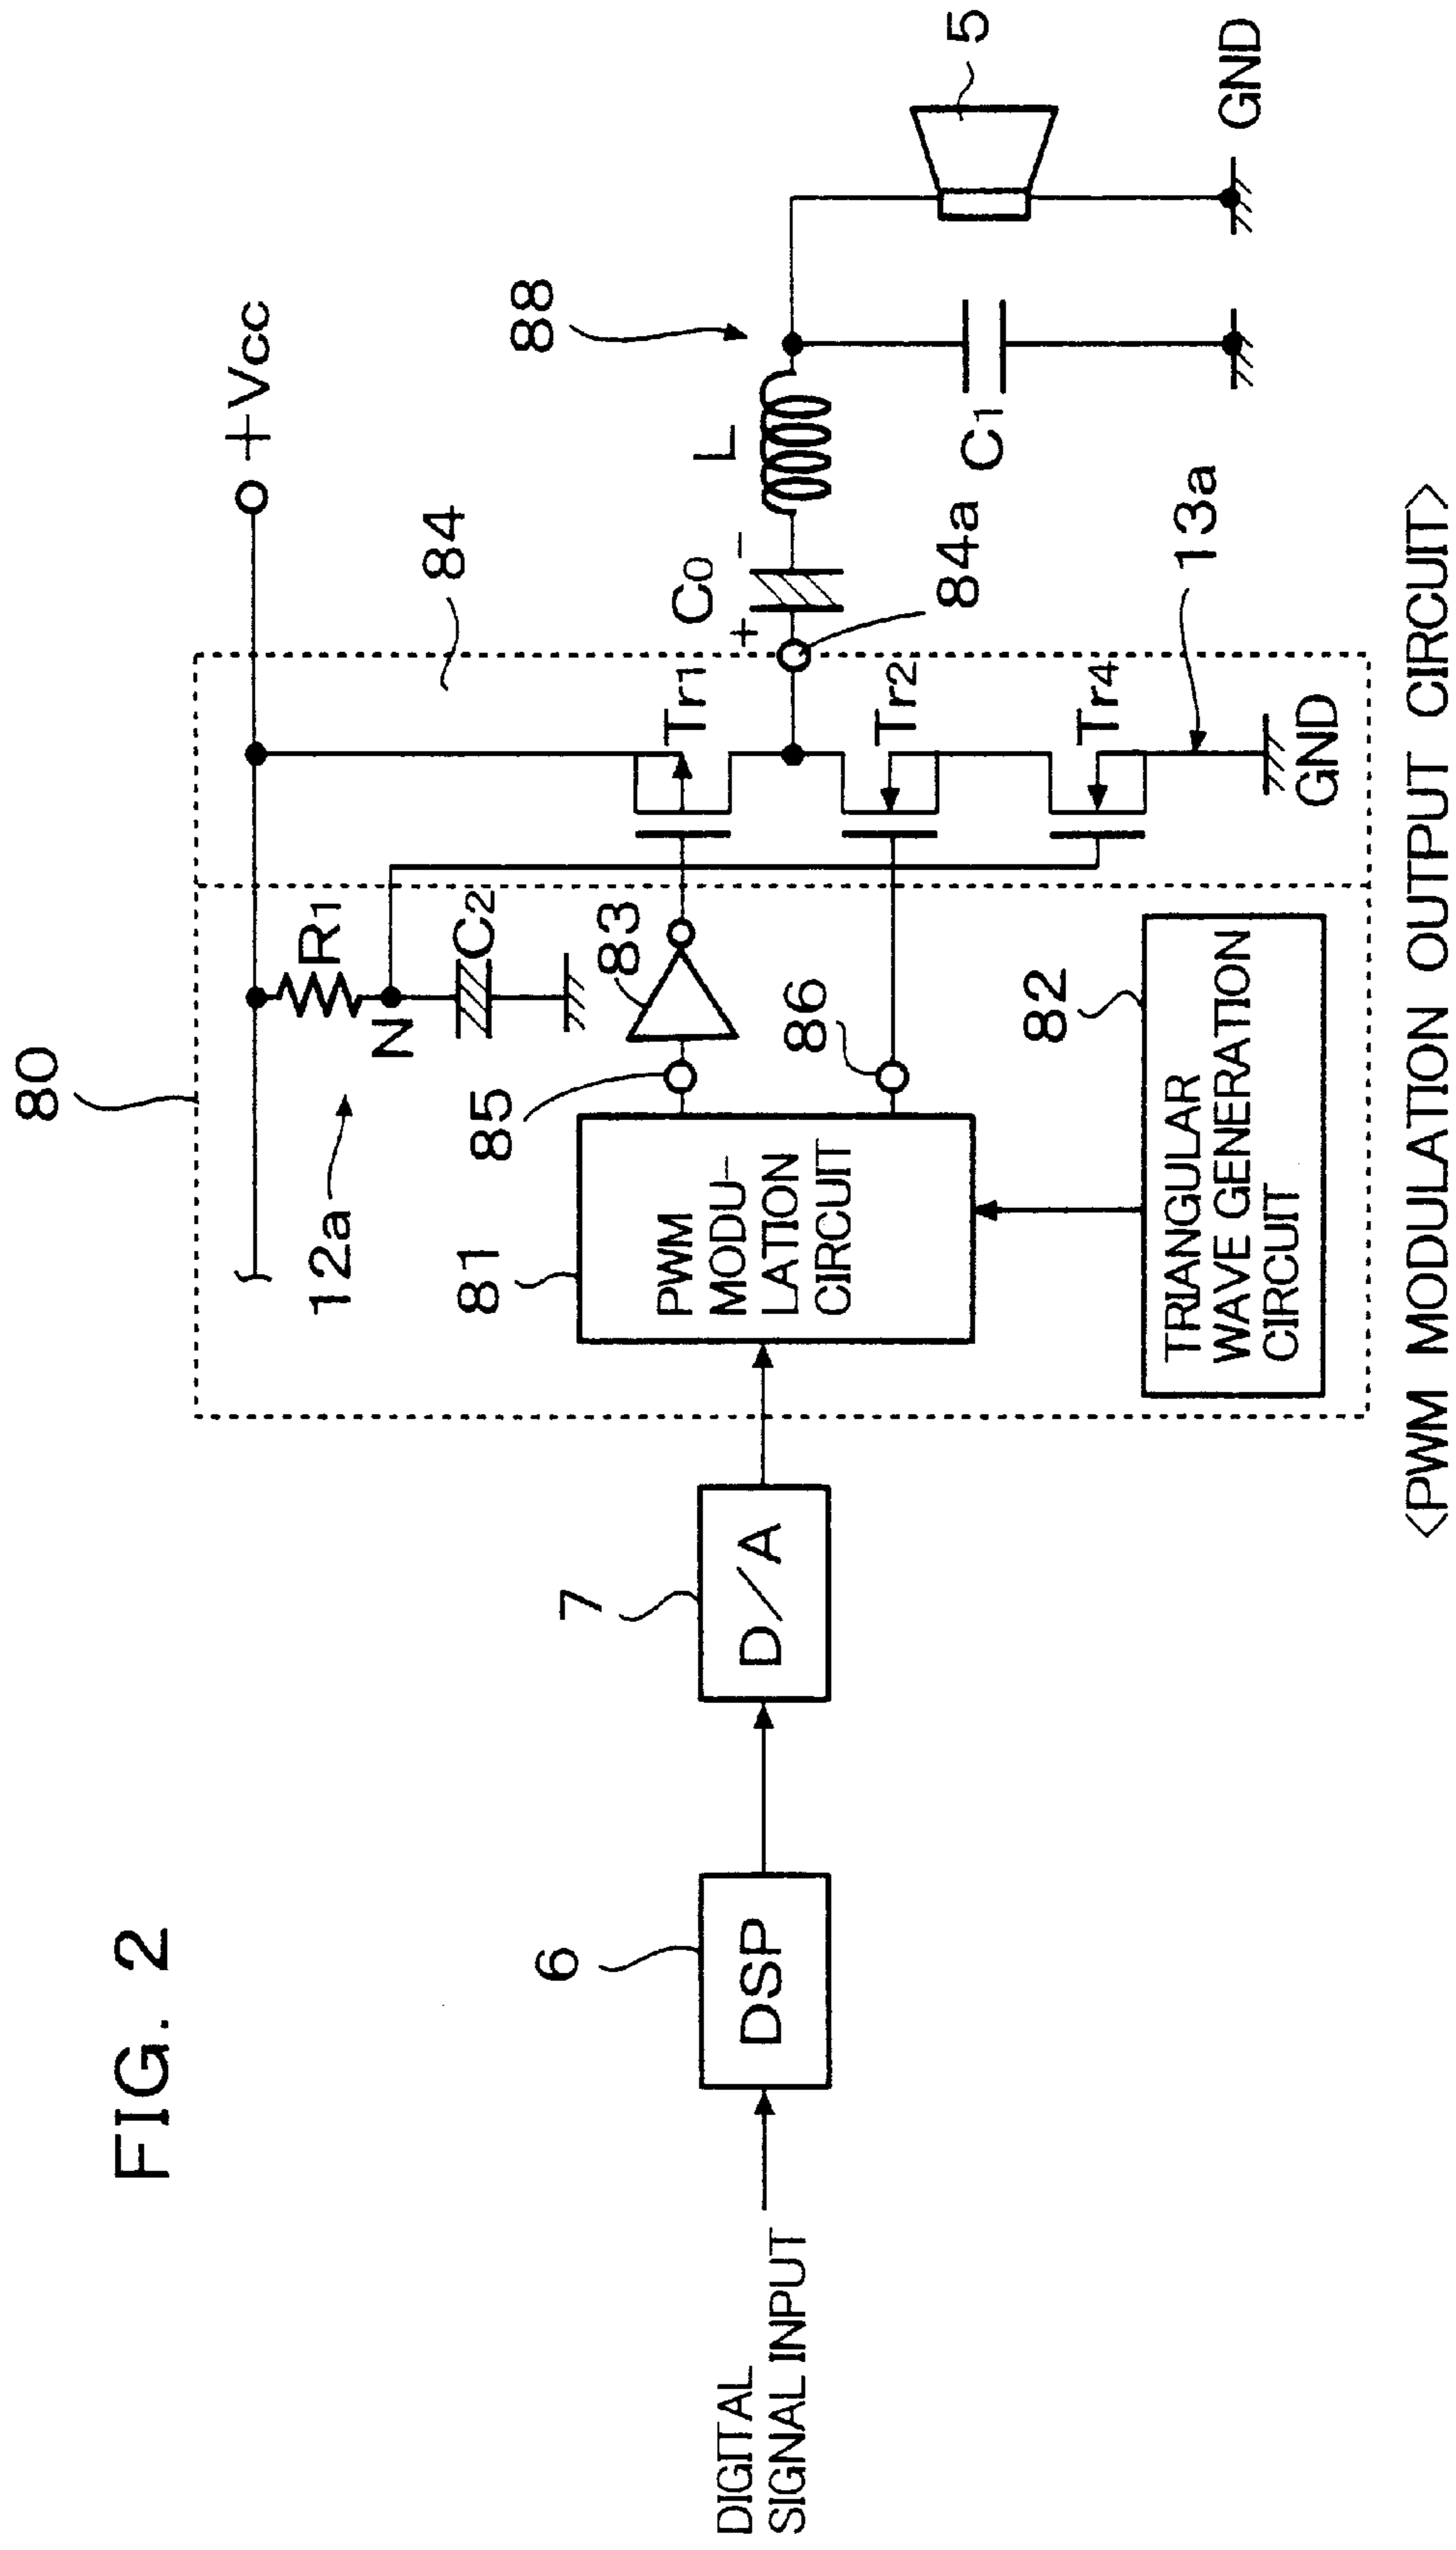 FIG. 2
80
+Vcc
12a
R1
N
C2
84
88
83
85
Tr1
C0
+
−
L
81
PWM
MODU-
LATION
CIRCUIT
86
Tr2
84a
C1
5
6
DSP
7
D/A
DIGITAL
SIGNAL INPUT
82
TRIANGULAR
WAVE GENERATION
CIRCUIT
Tr4
13a
GND
GND
<PWM MODULATION OUTPUT CIRCUIT>